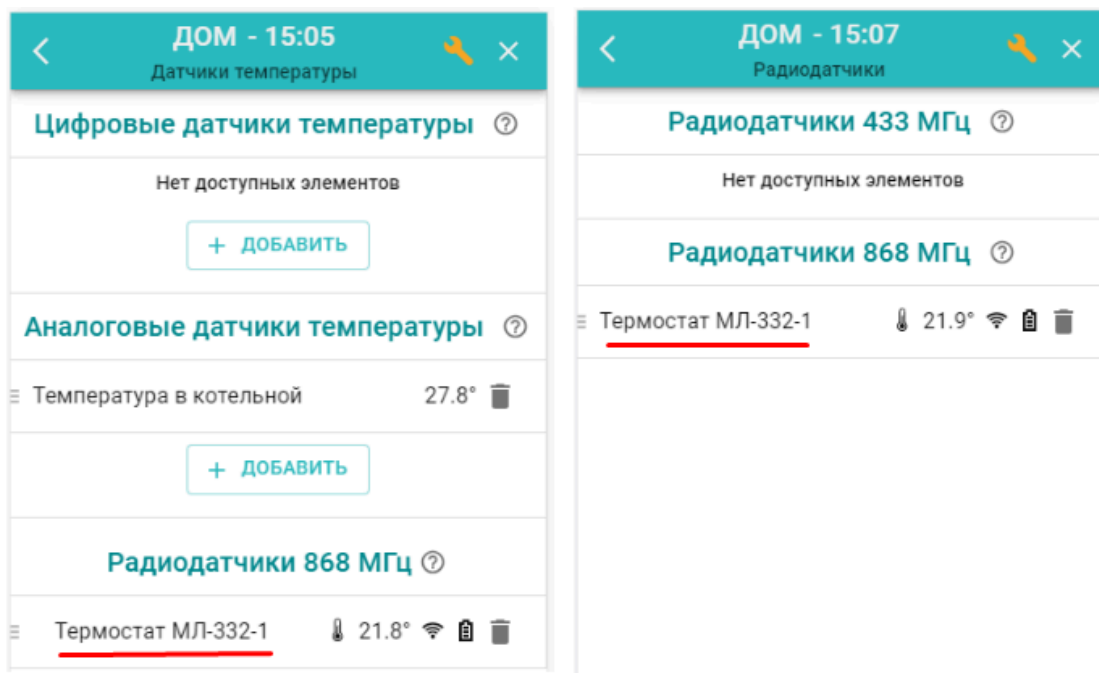 ДОМ - 15:05
Датчики температуры
Цифровые датчики температуры
Нет доступных элементов
+ ДОБАВИТЬ
Аналоговые датчики температуры
Температура в котельной 27.8°
+ ДОБАВИТЬ
Радиодатчики 868 МГц
Термостат МЛ-332-1 21.8°
ДОМ - 15:07
Радиодатчики
Радиодатчики 433 МГц
Нет доступных элементов
Радиодатчики 868 МГц
Термостат МЛ-332-1 21.9°